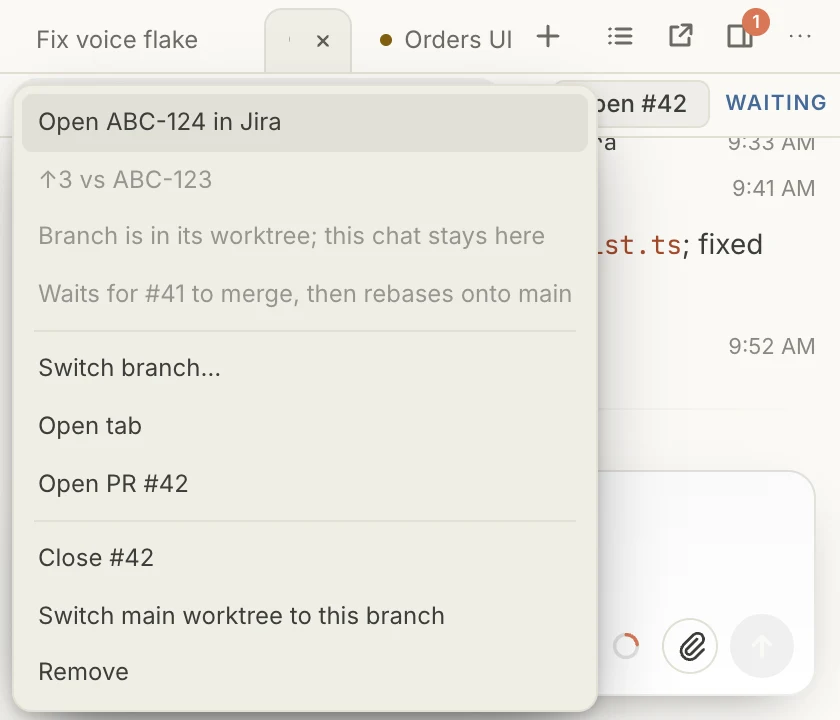 Fix voice flake
Orders UI
1
#42
WAITING
Open ABC-124 in Jira
9:33 AM
↑3 vs ABC-123
9:41 AM
Branch is in its worktree; this chat stays here
; fixed
Waits for #41 to merge, then rebases onto main
9:52 AM
Switch branch...
Open tab
Open PR #42
Close #42
Switch main worktree to this branch
Remove